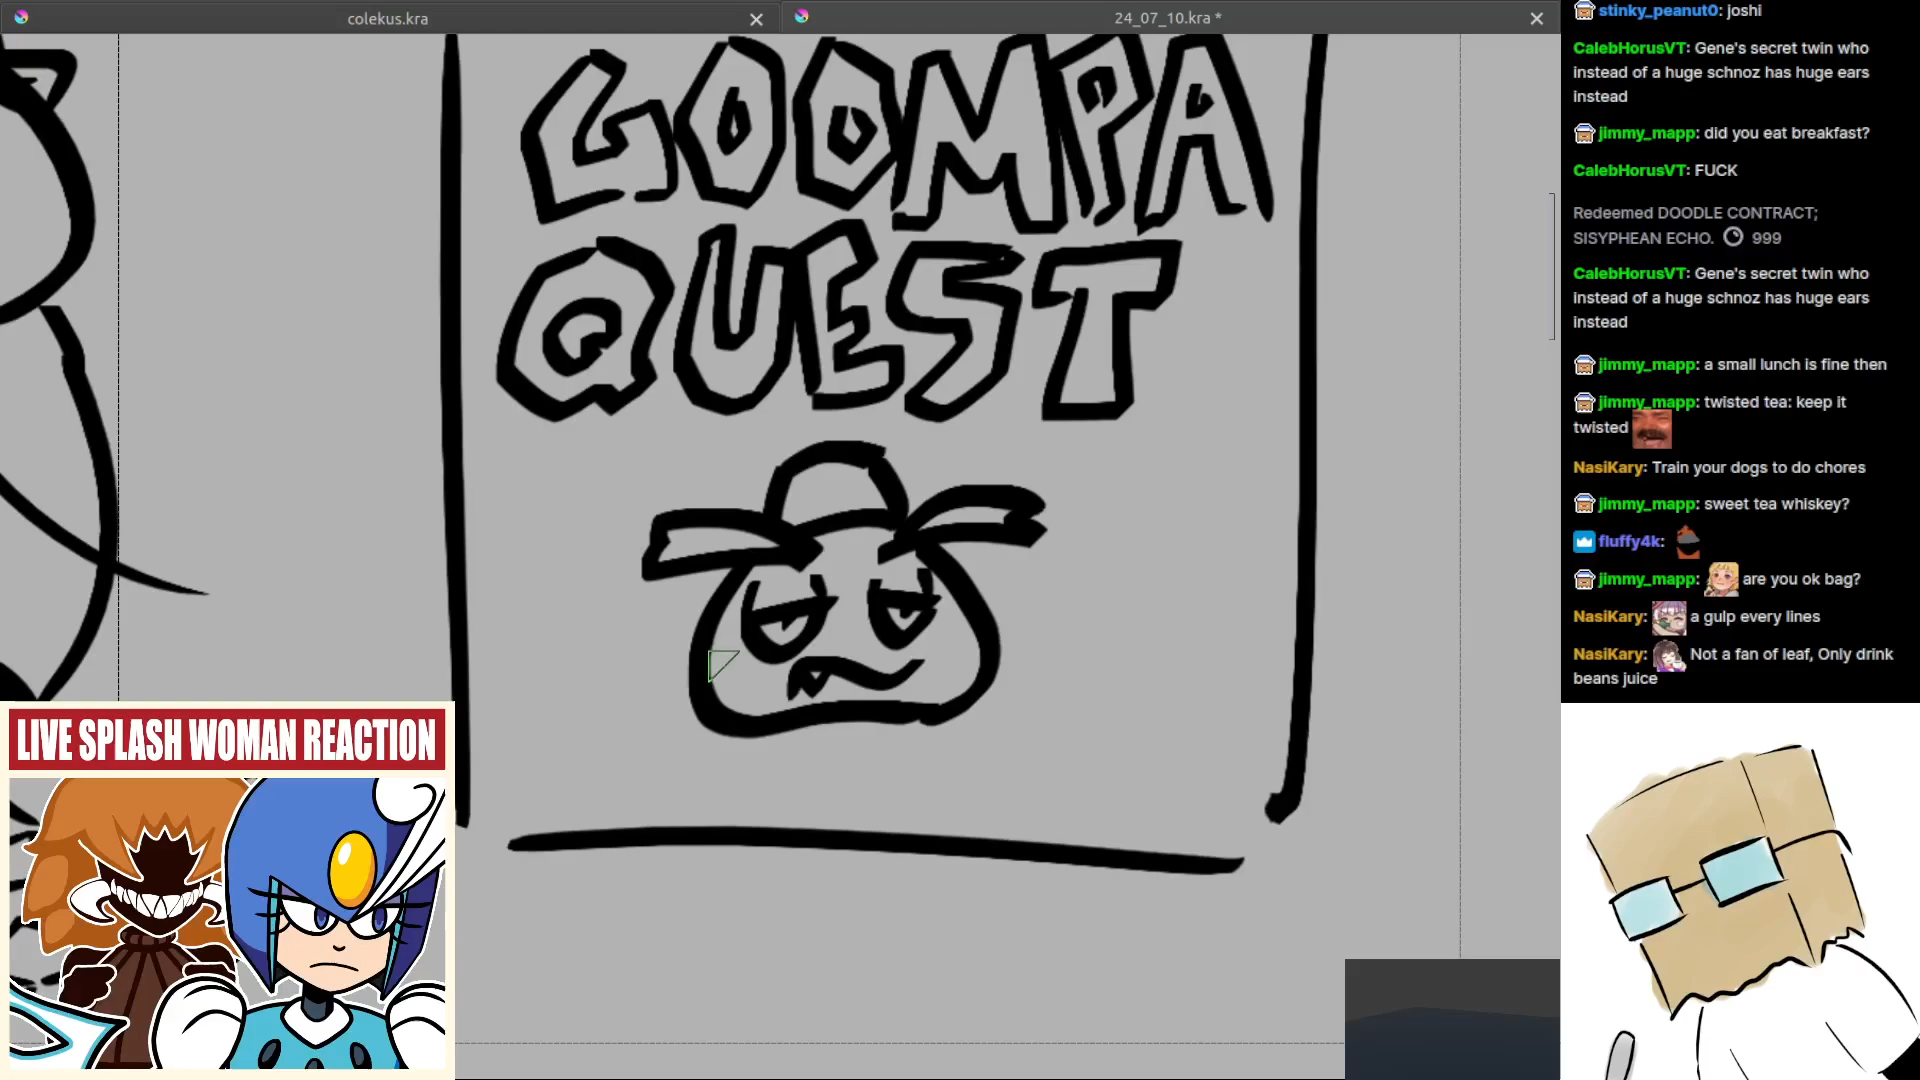 colekus.kra
24_07_10.kra *
GOOMPA
QUEST
LIVE SPLASH WOMAN REACTION
stinky_peanut0: joshi
CalebHorusVT: Gene's secret twin who
instead of a huge schnoz has huge ears
instead
jimmy_mapp: did you eat breakfast?
CalebHorusVT: FUCK
Redeemed DOODLE CONTRACT;
SISYPHEAN ECHO. 999
CalebHorusVT: Gene's secret twin who
instead of a huge schnoz has huge ears
instead
jimmy_mapp: a small lunch is fine then
jimmy_mapp: twisted tea: keep it
twisted
NasiKary: Train your dogs to do chores
jimmy_mapp: sweet tea whiskey?
fluffy4k:
jimmy_mapp: are you ok bag?
NasiKary: a gulp every lines
NasiKary: Not a fan of leaf, Only drink
beans juice